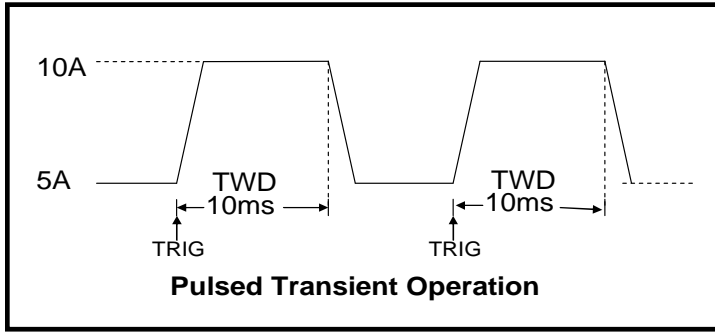 10A
5A
TWD TWD
10ms 10ms
TRIG TRIG
Pulsed Transient Operation